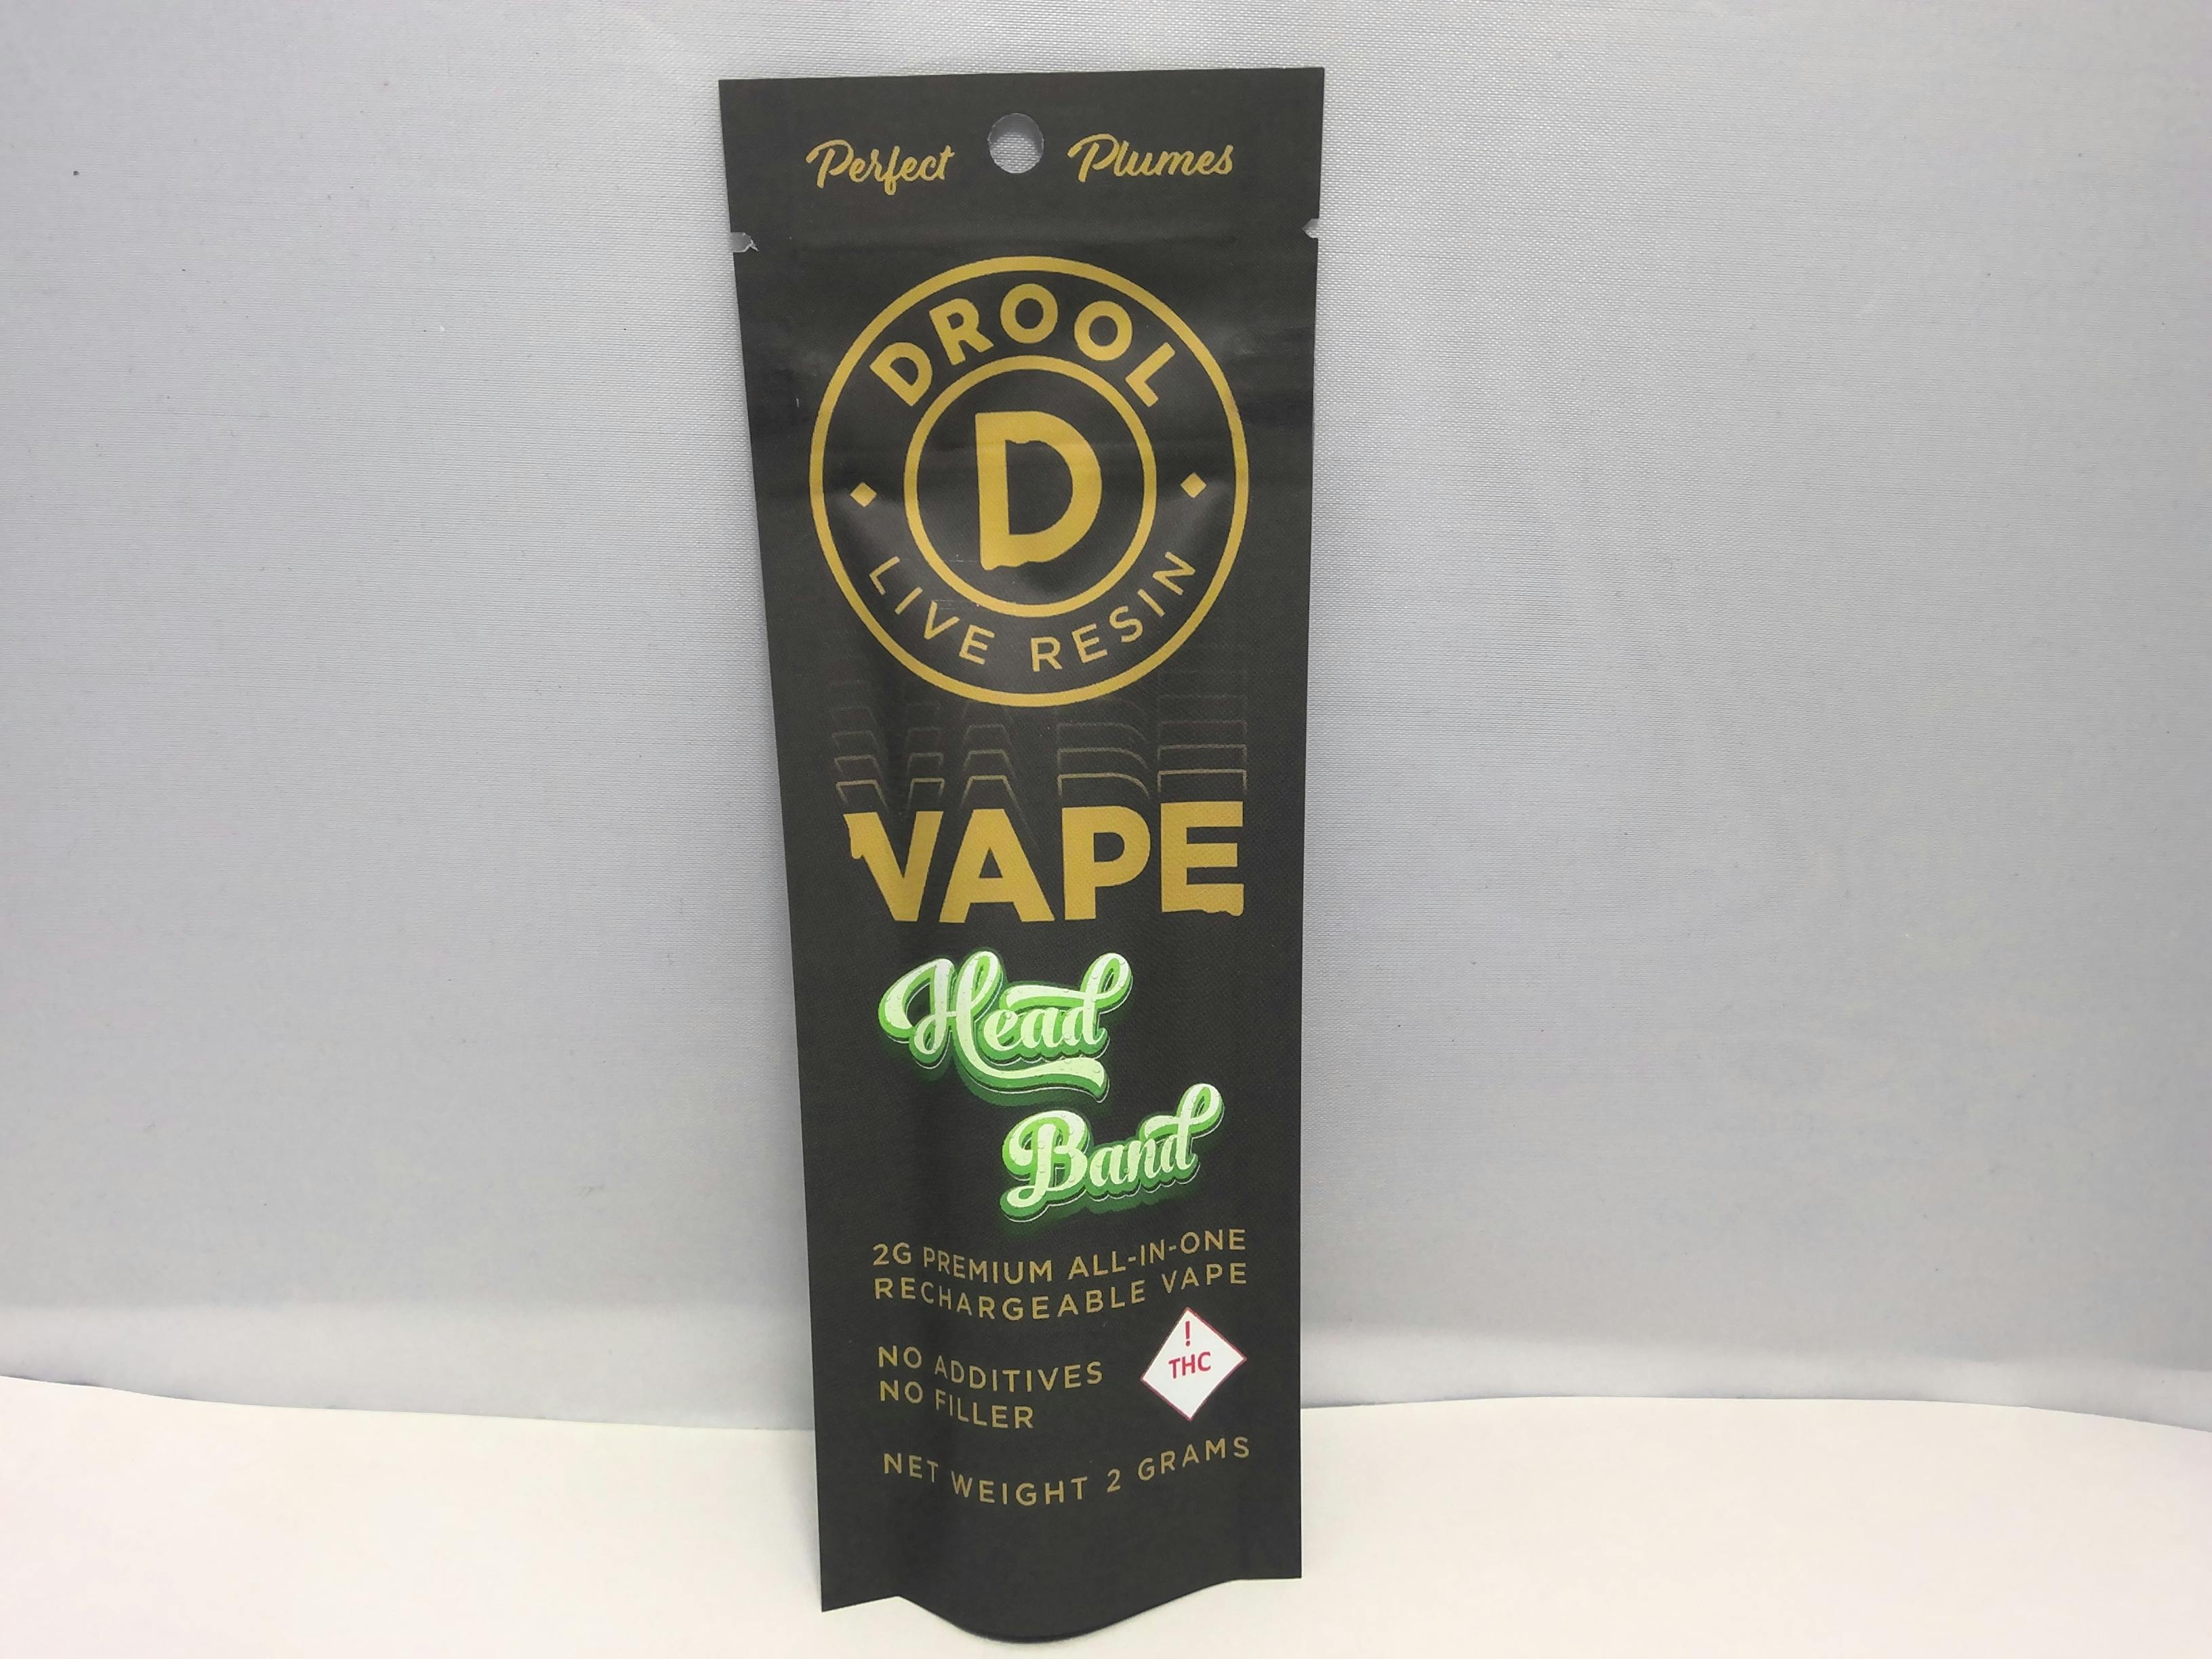 Perfect Plumes
DROOL
D
LIVE RESIN
VAPE
Head
Band
2G PREMIUM ALL-IN-ONE
RECHARGEABLE VAPE
NO ADDITIVES
NO FILLER
!
THC
NET WEIGHT 2 GRAMS